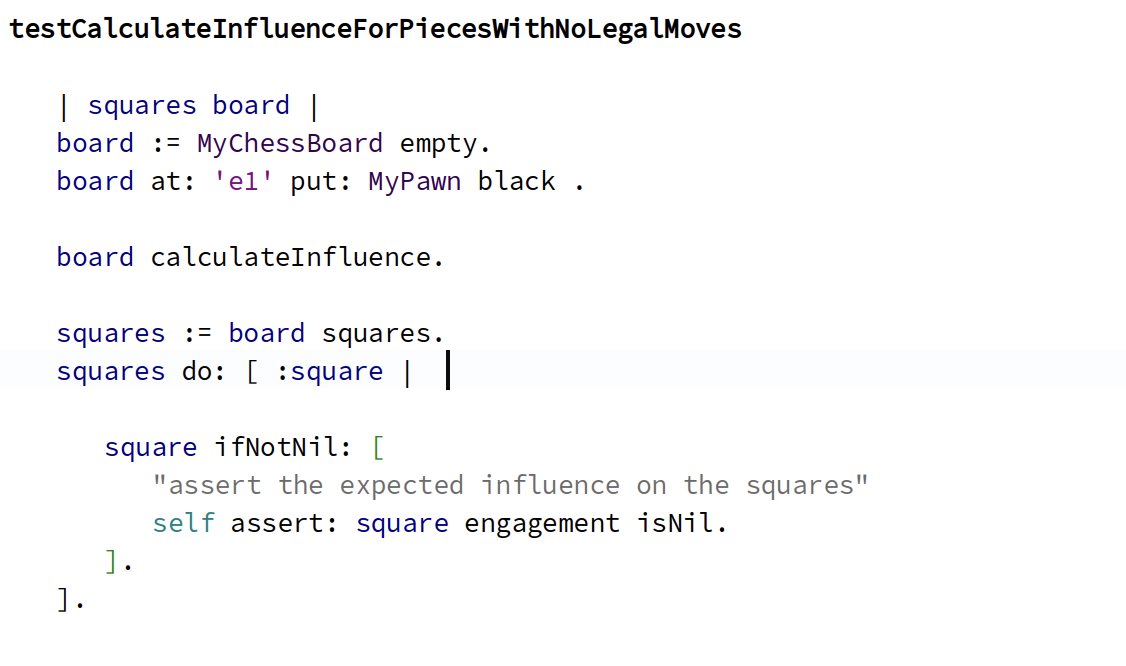 testCalculateInfluenceForPiecesWithNoLegalMoves
| squares board |
board := MyChessBoard empty.
board at: 'e1' put: MyPawn black .
board calculateInfluence.
squares := board squares.
squares do: [ :square |
square ifNotNil: [
"assert the expected influence on the squares"
self assert: square engagement isNil.
].
].